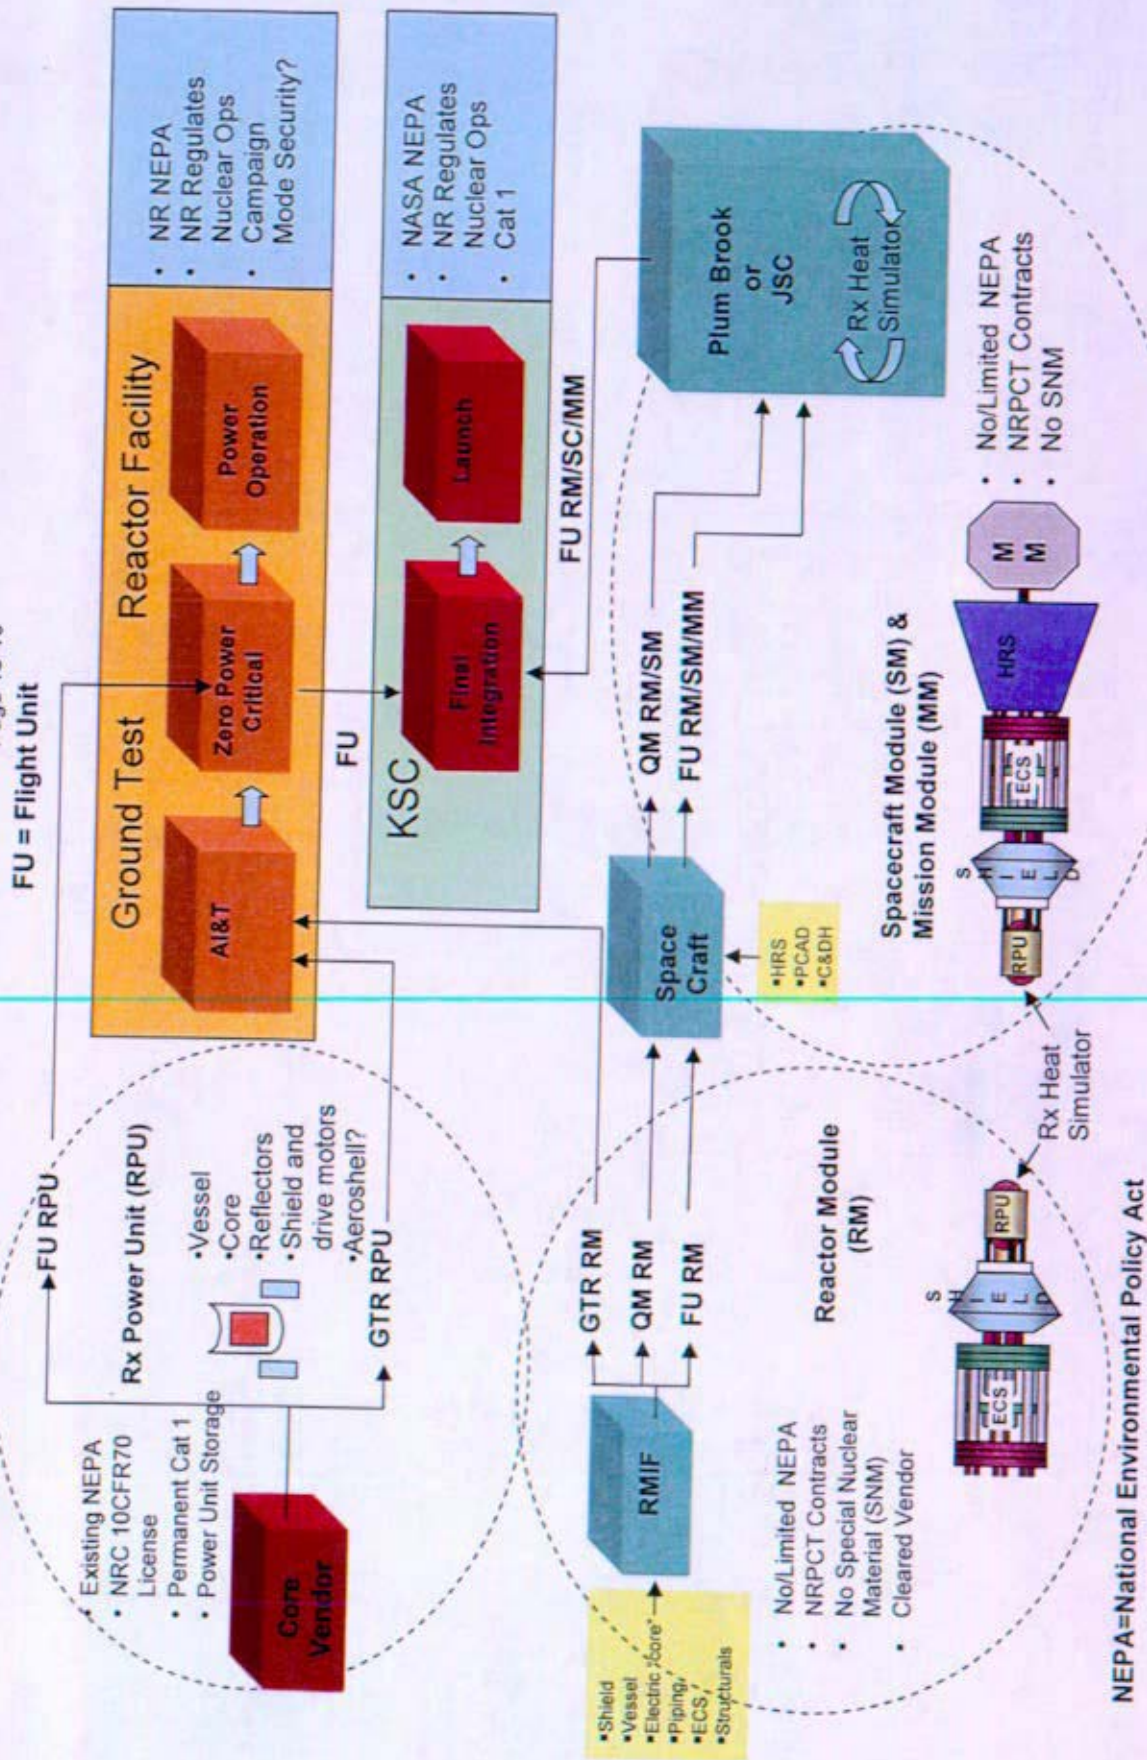 FU = Flight Unit
FU RPU
• Existing NEPA
• NRC 10CFR70
License
• Permanent Cat 1
• Power Unit Storage
Core
Vendor
Rx Power Unit (RPU)
•Vessel
•Core
•Reflectors
•Shield and
drive motors
•Aeroshell?
GTR RPU
Ground Test Reactor Facility
AI&T
Zero Power
Critical
Power
Operation
• NR NEPA
• NR Regulates
Nuclear Ops
• Campaign
Mode Security?
FU
KSC
Final
Integration
Launch
• NASA NEPA
• NR Regulates
Nuclear Ops
• Cat 1
FU RM/SC/MM
•Shield
•Vessel
•Electric "core"
•Piping,
•ECS,
•Structurals
RMIF
GTR RM
QM RM
FU RM
Space
Craft
•HRS
•PCAD
•C&DH
QM RM/SM
FU RM/SM/MM
Plum Brook
or
JSC
Rx Heat
Simulator
• No/Limited NEPA
• NRPCT Contracts
• No Special Nuclear
Material (SNM)
• Cleared Vendor
Reactor Module
(RM)
ECS
SHIELD
RPU
Rx Heat
Simulator
Spacecraft Module (SM) &
Mission Module (MM)
RPU
SHIELD
ECS
HRS
M M
• No/Limited NEPA
• NRPCT Contracts
• No SNM
NEPA=National Environmental Policy Act